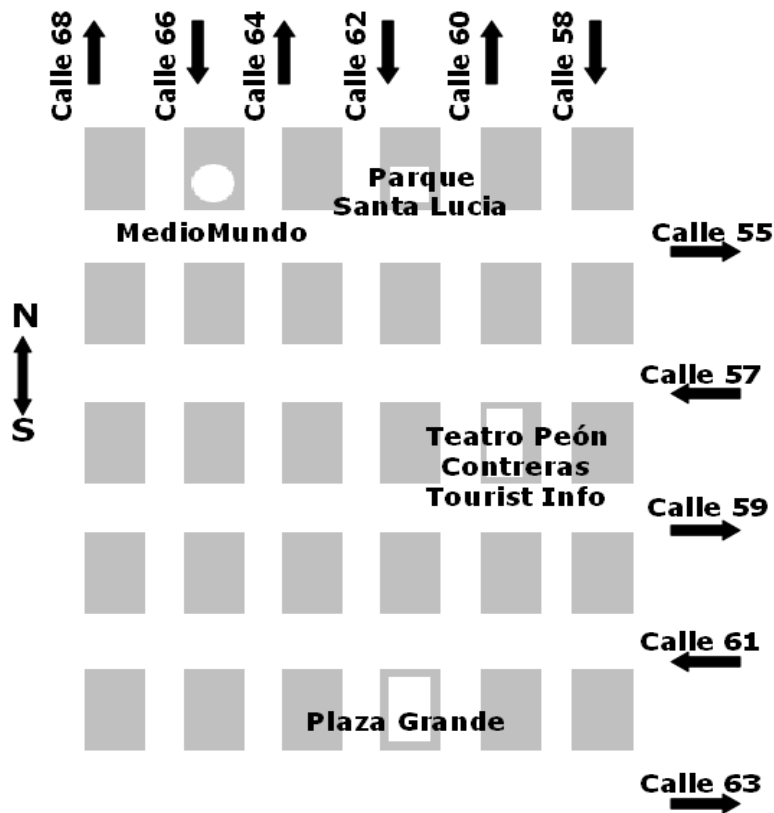 Calle 68
Calle 66
Calle 64
Calle 62
Calle 60
Calle 58
Parque
Santa Lucia
MedioMundo
Calle 55
N
S
Calle 57
Teatro Peón
Contreras
Tourist Info
Calle 59
Calle 61
Plaza Grande
Calle 63